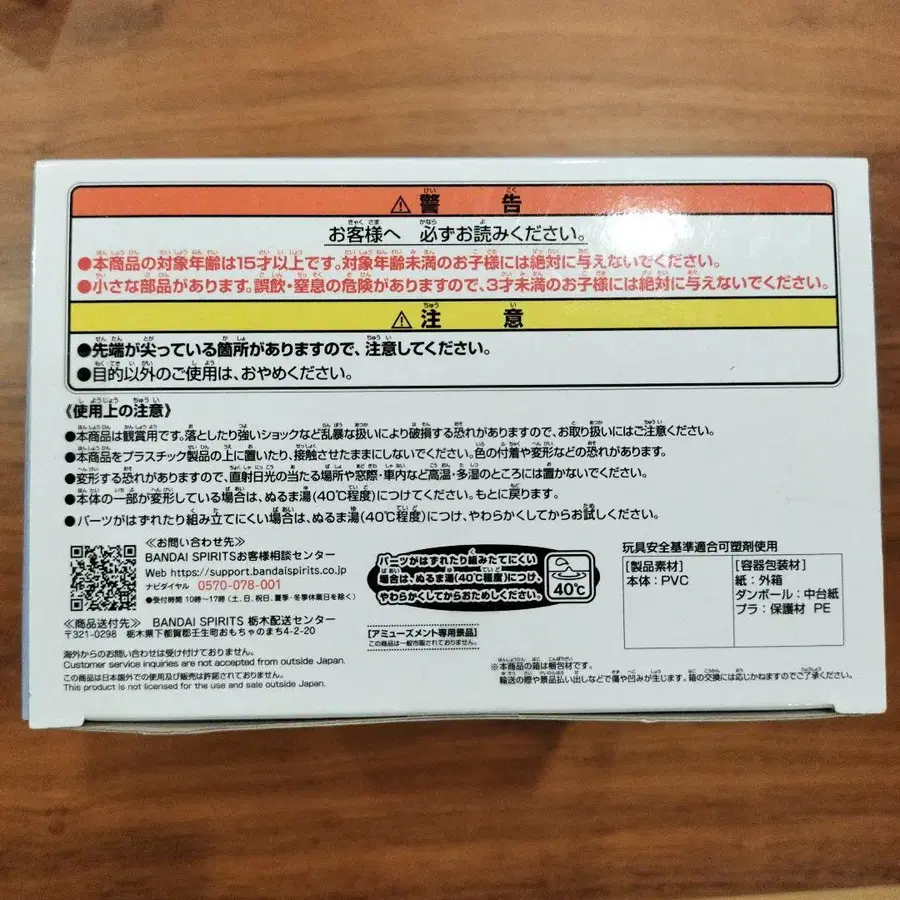 ⚠ 警告
お客様へ 必ずお読みください。
●本商品の対象年齢は15才以上です。対象年齢未満のお子様には絶対に与えないでください。
●小さな部品があります。誤飲・窒息の危険がありますので、3才未満のお子様には絶対に与えないでください。
⚠ 注意
●先端が尖っている箇所がありますので、注意してください。
●目的以外のご使用は、おやめください。
《使用上の注意》
●本商品は観賞用です。落としたり強いショックなど乱暴な扱いにより破損する恐れがありますので、お取り扱いにはご注意ください。
●本商品をプラスチック製品の上に置いたり、接触させたままにしないでください。色の付着や変形などの恐れがあります。
●変形する恐れがありますので、直射日光の当たる場所や窓際・車内など高温・多湿のところには置かないでください。
●本体の一部が変形している場合は、ぬるま湯(40℃程度)につけてください。もとに戻ります。
●パーツがはずれたり組み立てにくい場合は、ぬるま湯(40℃程度)につけ、やわらかくしてからお試しください。
≪お問い合わせ先≫
BANDAI SPIRITSお客様相談センター
Web https://support.bandaispirits.co.jp
ナビダイヤル 0570-078-001
●受付時間 10時〜17時(土、日、祝日、夏季・冬季休業日を除く)
≪商品送付先≫ BANDAI SPIRITS 栃木配送センター
〒321-0298 栃木県下都賀郡壬生町おもちゃのまち4-2-20
海外からのお問い合わせは受け付けておりません。
Customer service inquiries are not accepted from outside Japan.
この商品は日本国外での使用及び販売は許諾されておりません。
This product is not licensed for the use and sale outside Japan.
パーツがはずれたり組みたてにくい
場合は、ぬるま湯(40℃程度)につけ、
やわらかくしてからおためしください。
40℃
[アミューズメント専用景品]
この商品は一般市販されておりません。
玩具安全基準適合可塑剤使用
[製品素材]
本体:PVC
[容器包装材]
紙:外箱
ダンボール:中台紙
プラ:保護材 PE
※本商品の箱は梱包材です。
輸送の際や景品払い出しなどで傷や凹みが生じます。箱の交換には応じかねますのでご了承ください。